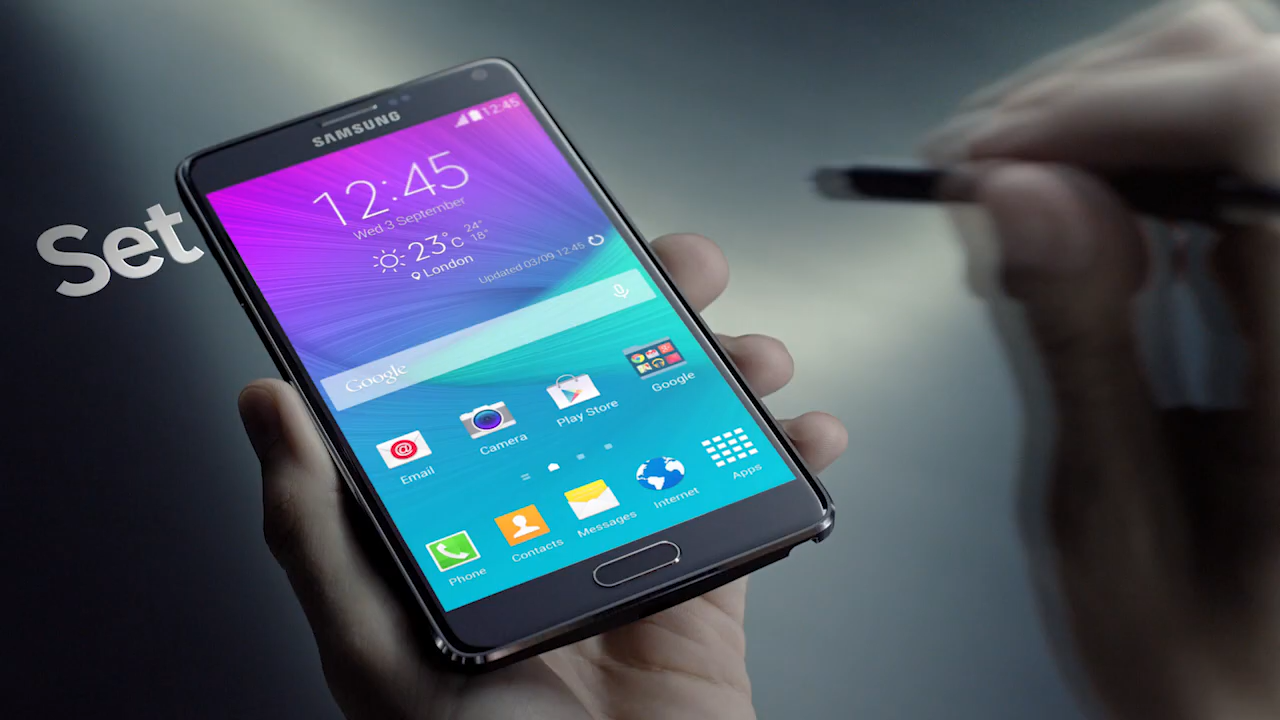 SAMSUNG
12:45
12:45
Wed 3 September
Set
23°C 24° 18°
London
Updated 03/09 12:45
Google
Email
Camera
Play Store
Google
Phone
Contacts
Messages
Internet
Apps